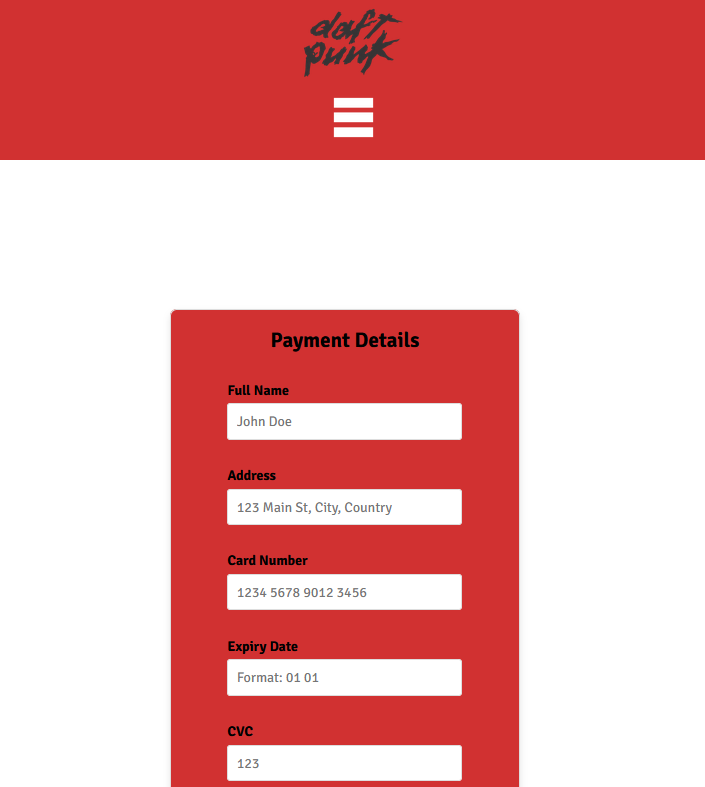 daft
punk
Payment Details
Full Name
John Doe
Address
123 Main St, City, Country
Card Number
1234 5678 9012 3456
Expiry Date
Format: 01 01
CVC
123